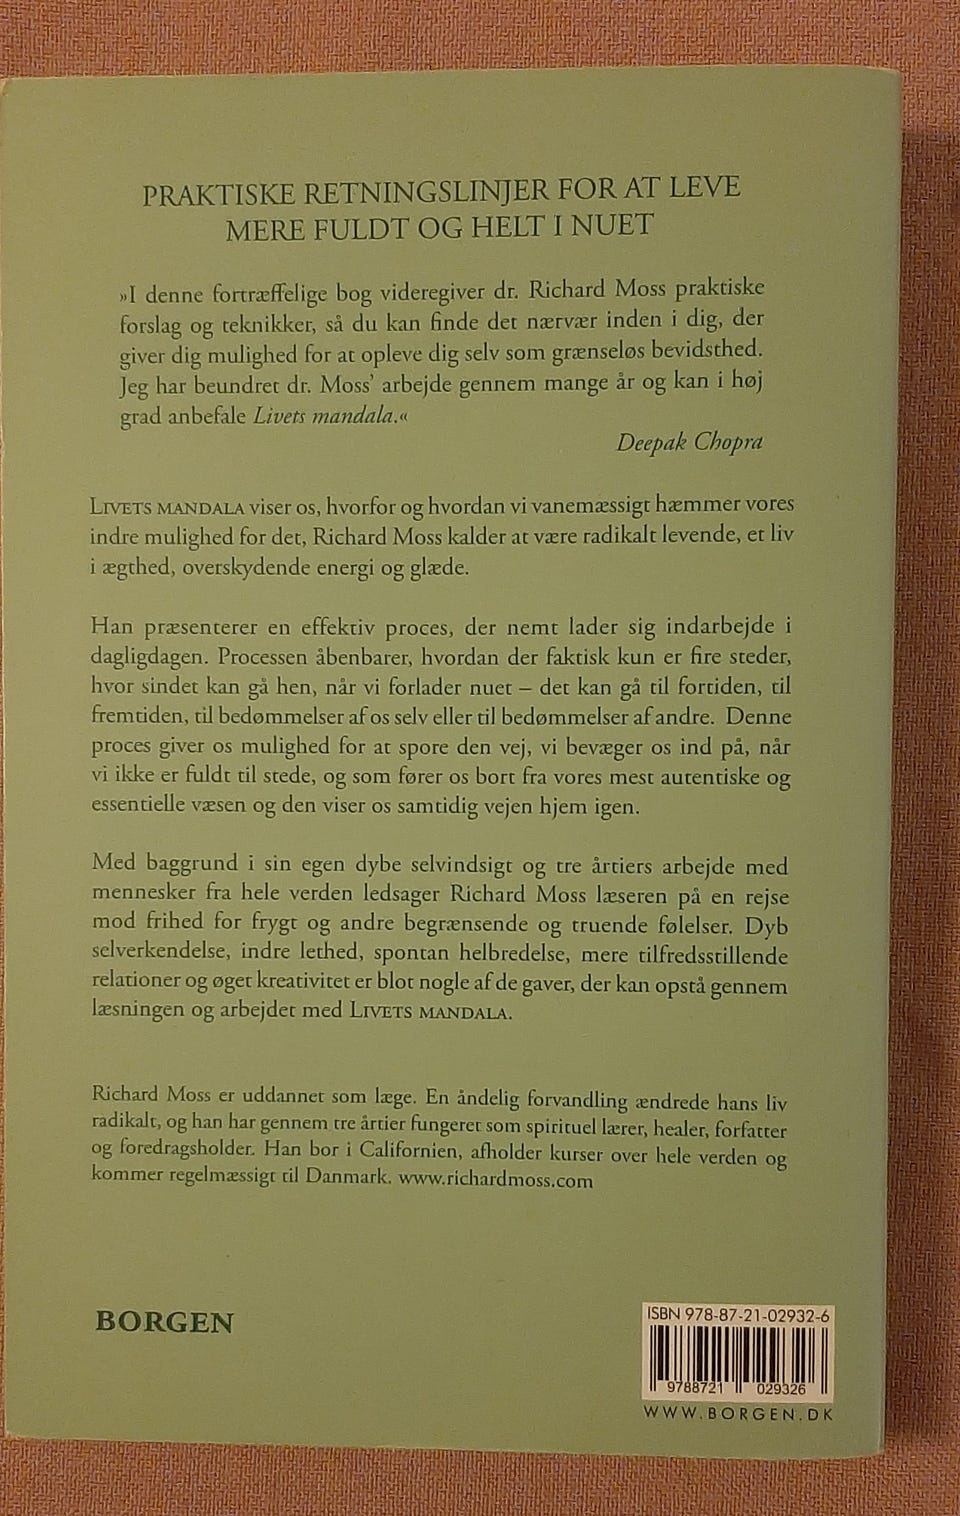 PRAKTISKE RETNINGSLINJER FOR AT LEVE
MERE FULDT OG HELT I NUET
»I denne fortræffelige bog videregiver dr. Richard Moss praktiske
forslag og teknikker, så du kan finde det nærvær inden i dig, der
giver dig mulighed for at opleve dig selv som grænseløs bevidsthed.
Jeg har beundret dr. Moss’ arbejde gennem mange år og kan i høj
grad anbefale Livets mandala.«
Deepak Chopra
LIVETS MANDALA viser os, hvorfor og hvordan vi vanemæssigt hæmmer vores
indre mulighed for det, Richard Moss kalder at være radikalt levende, et liv
i ægthed, overskydende energi og glæde.
Han præsenterer en effektiv proces, der nemt lader sig indarbejde i
dagligdagen. Processen åbenbarer, hvordan der faktisk kun er fire steder,
hvor sindet kan gå hen, når vi forlader nuet – det kan gå til fortiden, til
fremtiden, til bedømmelser af os selv eller til bedømmelser af andre. Denne
proces giver os mulighed for at spore den vej, vi bevæger os ind på, når
vi ikke er fuldt til stede, og som fører os bort fra vores mest autentiske og
essentielle væsen og den viser os samtidig vejen hjem igen.
Med baggrund i sin egen dybe selvindsigt og tre årtiers arbejde med
mennesker fra hele verden ledsager Richard Moss læseren på en rejse
mod frihed for frygt og andre begrænsende og truende følelser. Dyb
selverkendelse, indre lethed, spontan helbredelse, mere tilfredsstillende
relationer og øget kreativitet er blot nogle af de gaver, der kan opstå gennem
læsningen og arbejdet med LIVETS MANDALA.
Richard Moss er uddannet som læge. En åndelig forvandling ændrede hans liv
radikalt, og han har gennem tre årtier fungeret som spirituel lærer, healer, forfatter
og foredragsholder. Han bor i Californien, afholder kurser over hele verden og
kommer regelmæssigt til Danmark. www.richardmoss.com
BORGEN
ISBN 978-87-21-02932-6
9788721 029326
WWW.BORGEN.DK